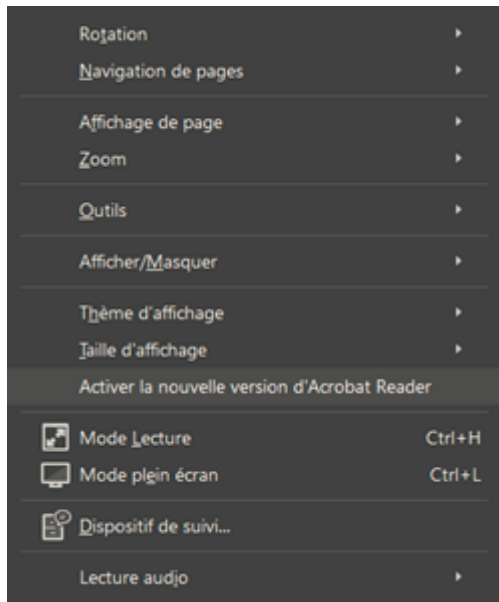 Rotation
Navigation de pages
Affichage de page
Zoom
Outils
Afficher/Masquer
Thème d'affichage
Taille d'affichage
Activer la nouvelle version d'Acrobat Reader
Mode Lecture Ctrl+H
Mode plein écran Ctrl+L
Dispositif de suivi...
Lecture audio